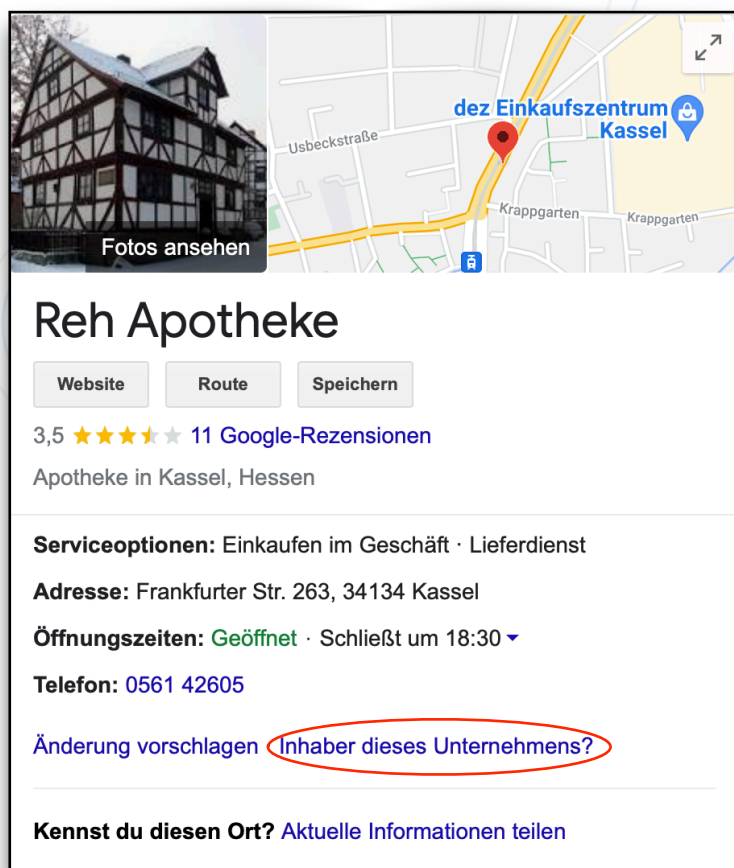 dez Einkaufszentrum
Kassel
Usbeckstraße
Krappgarten
Krappgarten
Fotos ansehen
Reh Apotheke
Website Route Speichern
3,5 11 Google-Rezensionen
Apotheke in Kassel, Hessen
Serviceoptionen: Einkaufen im Geschäft · Lieferdienst
Adresse: Frankfurter Str. 263, 34134 Kassel
Öffnungszeiten: Geöffnet · Schließt um 18:30
Telefon: 0561 42605
Änderung vorschlagen Inhaber dieses Unternehmens?
Kennst du diesen Ort? Aktuelle Informationen teilen